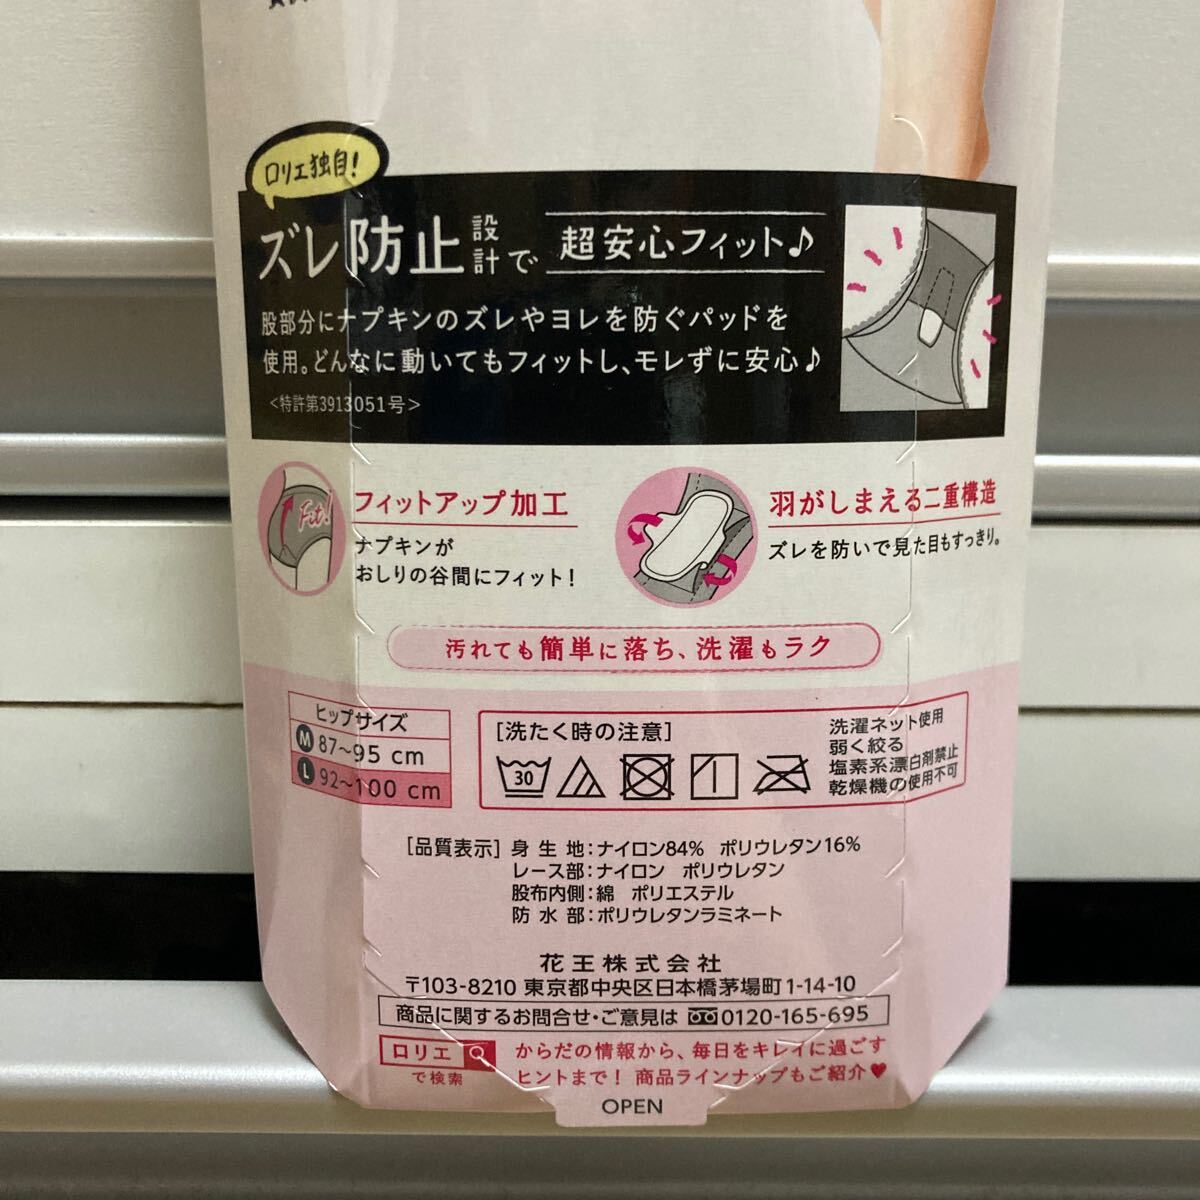 ロリエ独自!
ズレ防止設計で 超安心フィット♪
股部分にナプキンのズレやヨレを防ぐパッドを
使用。どんなに動いてもフィットし、モレずに安心♪
<特許第3913051号>
Fit!
フィットアップ加工
ナプキンが
おしりの谷間にフィット!
羽がしまえる二重構造
ズレを防いで見た目もすっきり。
汚れても簡単に落ち、洗濯もラク
ヒップサイズ
M 87~95 cm
L 92~100 cm
[洗たく時の注意]
30
洗濯ネット使用
弱く絞る
塩素系漂白剤禁止
乾燥機の使用不可
[品質表示] 身生地:ナイロン84% ポリウレタン16%
レース部:ナイロン ポリウレタン
股布内側:綿 ポリエステル
防水部:ポリウレタンラミネート
花王株式会社
〒103-8210 東京都中央区日本橋茅場町1-14-10
商品に関するお問合せ・ご意見は 0120-165-695
ロリエ
で検索
からだの情報から、毎日をキレイに過ごす
ヒントまで! 商品ラインナップもご紹介♥
OPEN